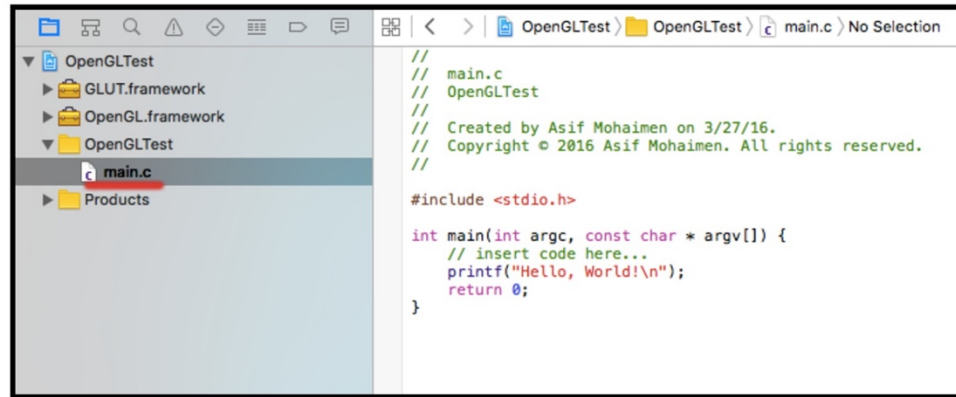 OpenGLTest
GLUT.framework
OpenGL.framework
OpenGLTest
main.c
Products
OpenGLTest 〉 OpenGLTest 〉 main.c 〉 No Selection
//
//  main.c
//  OpenGLTest
//
//  Created by Asif Mohaimen on 3/27/16.
//  Copyright © 2016 Asif Mohaimen. All rights reserved.
//
#include <stdio.h>
int main(int argc, const char * argv[]) {
    // insert code here...
    printf("Hello, World!\n");
    return 0;
}